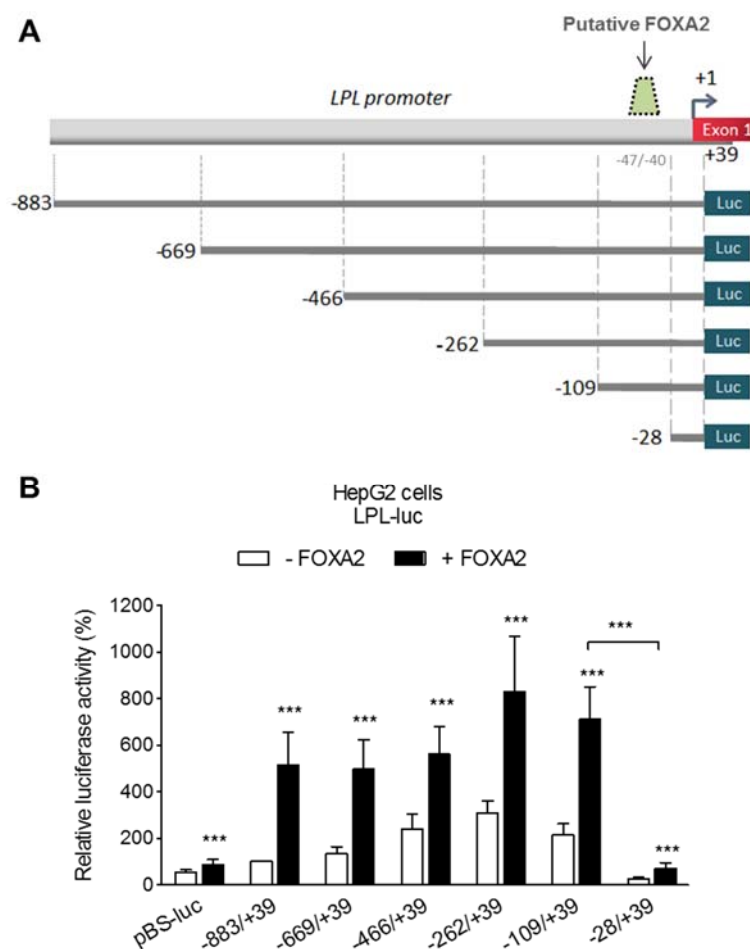 A
Putative FOXA2
LPL promoter
+1
Exon 1
-47/-40
+39
-883
Luc
-669
Luc
-466
Luc
-262
Luc
-109
Luc
-28
Luc
B
HepG2 cells
LPL-luc
- FOXA2
+ FOXA2
Relative luciferase activity (%)
1200
1000
800
600
400
200
0
***
***
***
***
***
***
***
***
pBS-luc
-883/+39
-669/+39
-466/+39
-262/+39
-109/+39
-28/+39